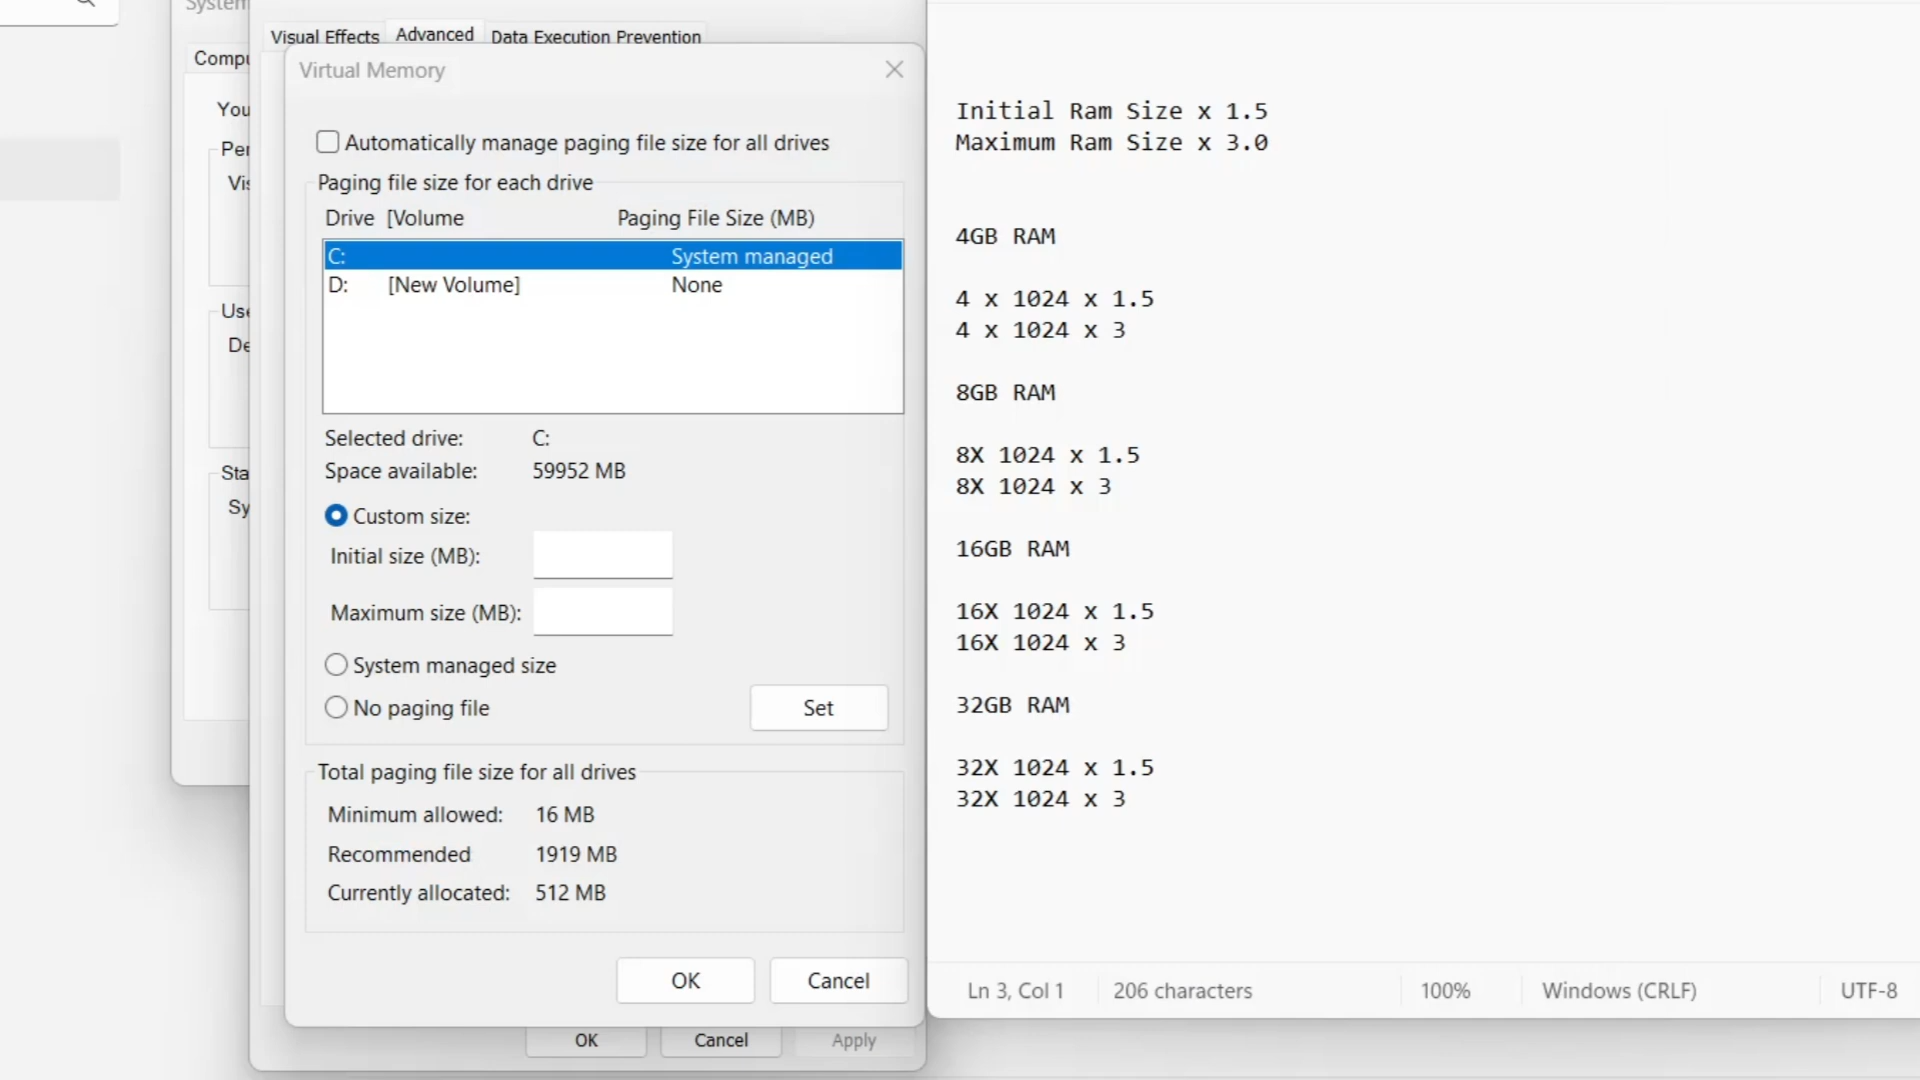 System
Visual Effects Advanced Data Execution Prevention
Virtual Memory
Automatically manage paging file size for all drives
Paging file size for each drive
Drive [Volume Paging File Size (MB)
C: System managed
D: [New Volume] None
Selected drive: C:
Space available: 59952 MB
Custom size:
Initial size (MB):
Maximum size (MB):
System managed size
No paging file
Set
Total paging file size for all drives
Minimum allowed: 16 MB
Recommended 1919 MB
Currently allocated: 512 MB
OK Cancel
OK Cancel Apply
Initial Ram Size x 1.5
Maximum Ram Size x 3.0
4GB RAM
4 x 1024 x 1.5
4 x 1024 x 3
8GB RAM
8X 1024 x 1.5
8X 1024 x 3
16GB RAM
16X 1024 x 1.5
16X 1024 x 3
32GB RAM
32X 1024 x 1.5
32X 1024 x 3
Ln 3, Col 1 206 characters 100% Windows (CRLF) UTF-8